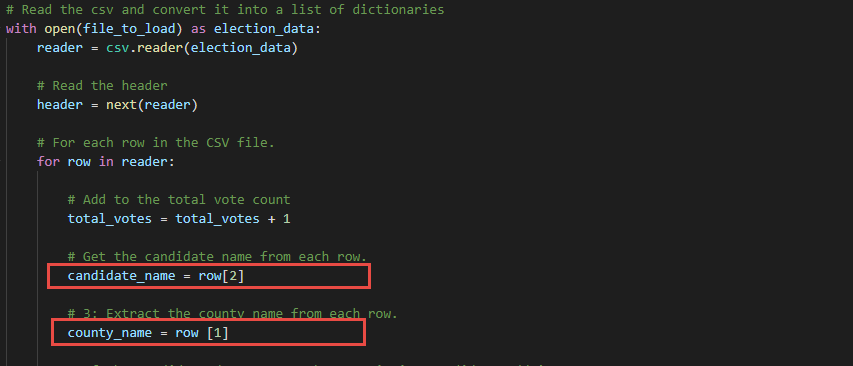 # Read the csv and convert it into a list of dictionaries
with open(file_to_load) as election_data:
reader = csv.reader(election_data)
# Read the header
header = next(reader)
# For each row in the CSV file.
for row in reader:
# Add to the total vote count
total_votes = total_votes + 1
# Get the candidate name from each row.
candidate_name = row[2]
# 3: Extract the county name from each row.
county_name = row [1]